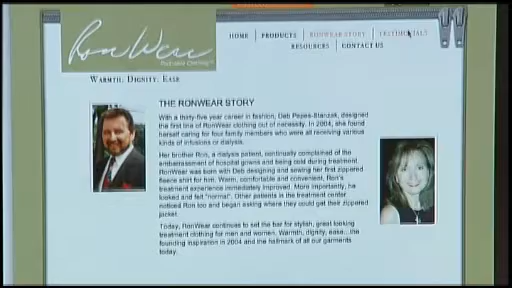 Ron Wear
Warmth. Dignity. Ease
HOME PRODUCTS RONWEAR STORY TESTIMONIALS
RESOURCES CONTACT US
THE RONWEAR STORY
With a thirty-five year career in fashion, Deb Papes-Stanzak, designed
the first line of RonWear clothing out of necessity. In 2004, she found
herself caring for four family members who were all receiving various
kinds of infusions or dialysis.
Her brother Ron, a dialysis patient, continually complained of the
embarrassment of hospital gowns and being cold during treatment.
RonWear was born with Deb designing and sewing her first zippered
fleece shirt for him. Warm, comfortable and convenient, Ron's
treatment experience immediately improved. More importantly, he
looked and felt "normal". Other patients in the treatment center
noticed Ron too and began asking where they could get their zippered
jacket.
Today, RonWear continues to set the bar for stylish, great looking
treatment clothing for men and women. Warmth, dignity, ease...the
founding inspiration in 2004 and the hallmark of all our garments
today.